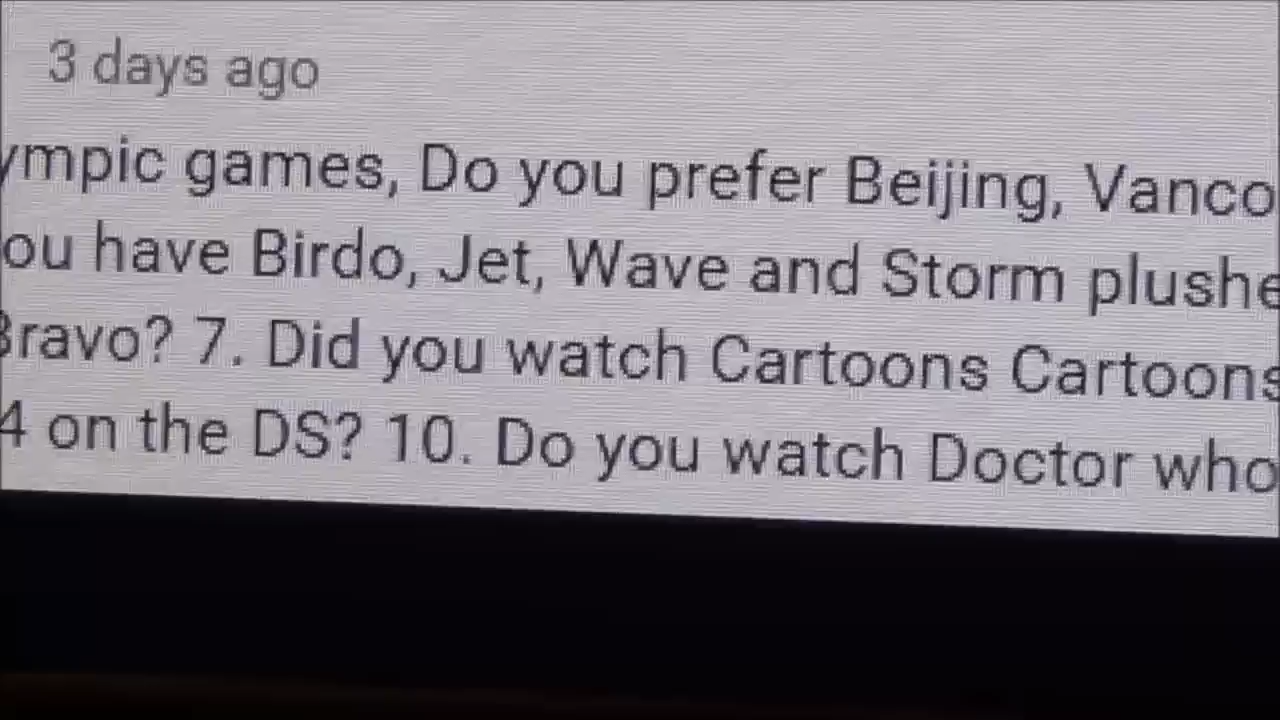 3 days ago
ympic games, Do you prefer Beijing, Vanco
ou have Birdo, Jet, Wave and Storm plushe
Bravo? 7. Did you watch Cartoons Cartoons
4 on the DS? 10. Do you watch Doctor who